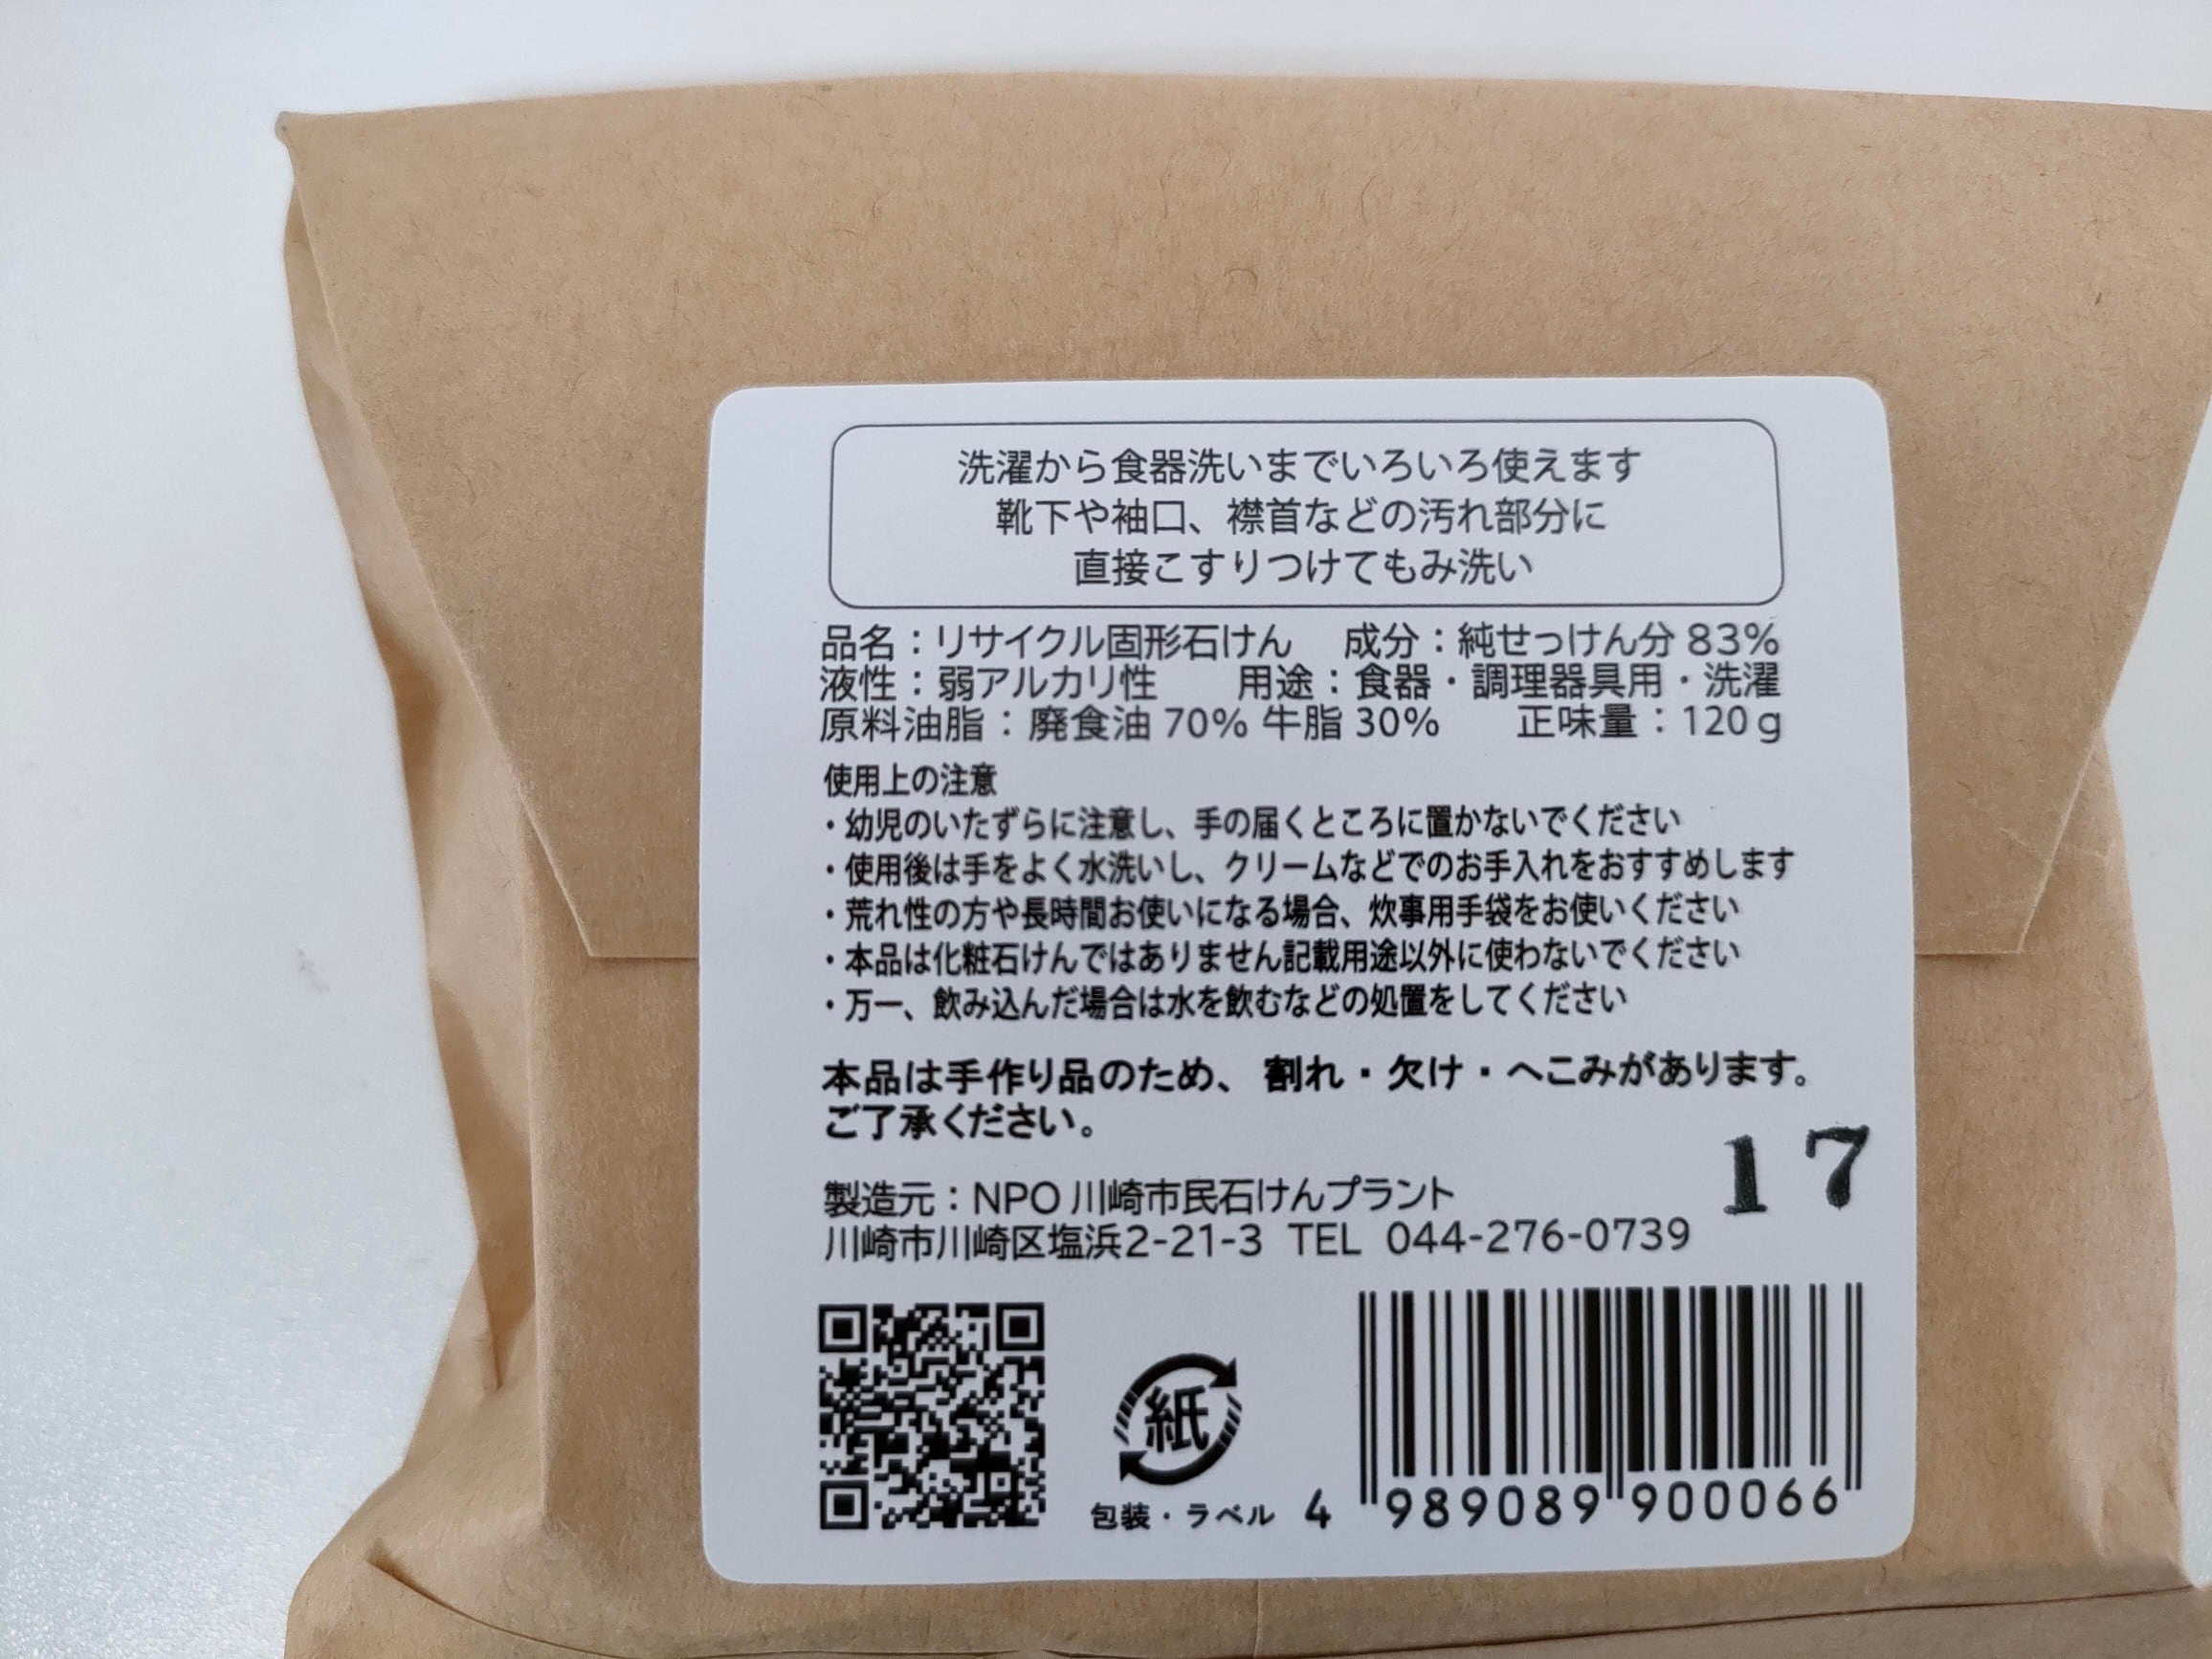 洗濯から食器洗いまでいろいろ使えます
靴下や袖口、襟首などの汚れ部分に
直接こすりつけてもみ洗い
品名：リサイクル固形石けん　成分：純せっけん分 83%
液性：弱アルカリ性　用途：食器・調理器具用・洗濯
原料油脂：廃食油 70% 牛脂 30%　正味量：120g
使用上の注意
・幼児のいたずらに注意し、手の届くところに置かないでください
・使用後は手をよく水洗いし、クリームなどでのお手入れをおすすめします
・荒れ性の方や長時間お使いになる場合、炊事用手袋をお使いください
・本品は化粧石けんではありません記載用途以外に使わないでください
・万一、飲み込んだ場合は水を飲むなどの処置をしてください
本品は手作り品のため、割れ・欠け・へこみがあります。
ご了承ください。
17
製造元：NPO 川崎市民石けんプラント
川崎市川崎区塩浜2-21-3 TEL 044-276-0739
紙
包装・ラベル
4 989089 900066